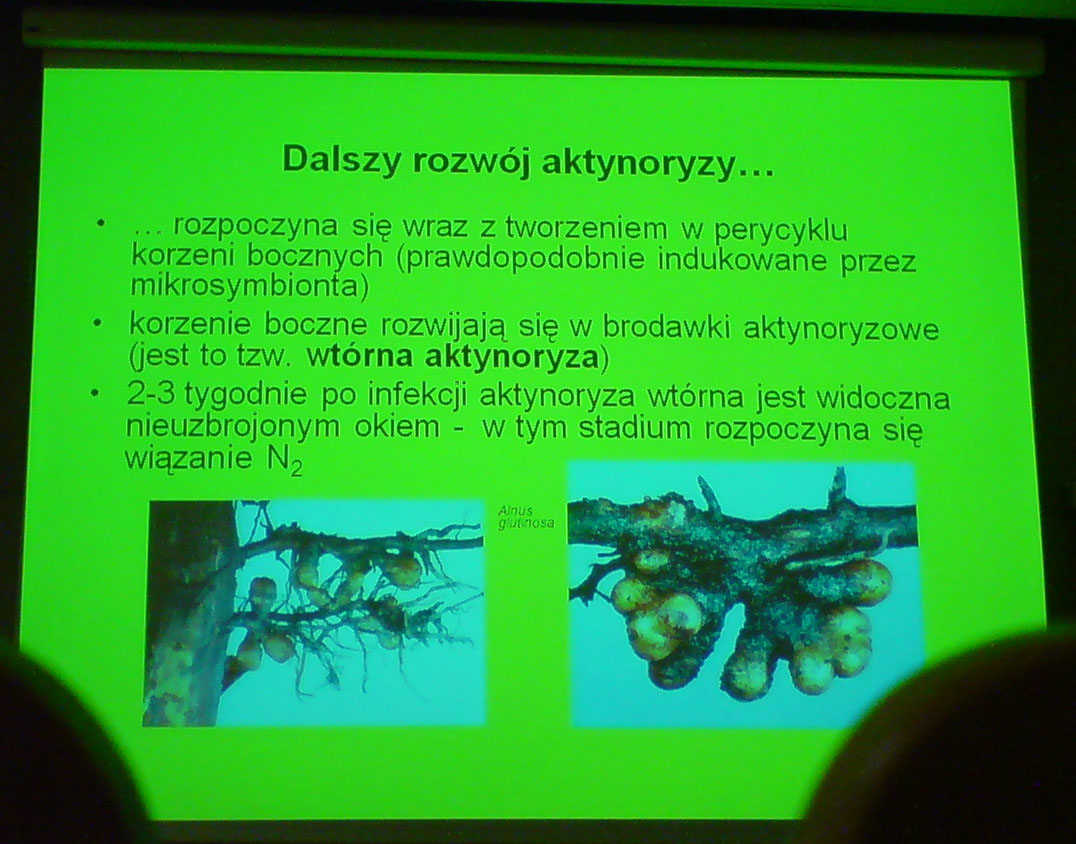 Dalszy rozwój aktynoryzy...
• ... rozpoczyna się wraz z tworzeniem w perycyklu
korzeni bocznych (prawdopodobnie indukowane przez
mikrosymbionta)
• korzenie boczne rozwijają się w brodawki aktynoryzowe
(jest to tzw. wtórna aktynoryza)
• 2-3 tygodnie po infekcji aktynoryza wtórna jest widoczna
nieuzbrojonym okiem - w tym stadium rozpoczyna się
wiązanie N₂
Alnus
glutinosa